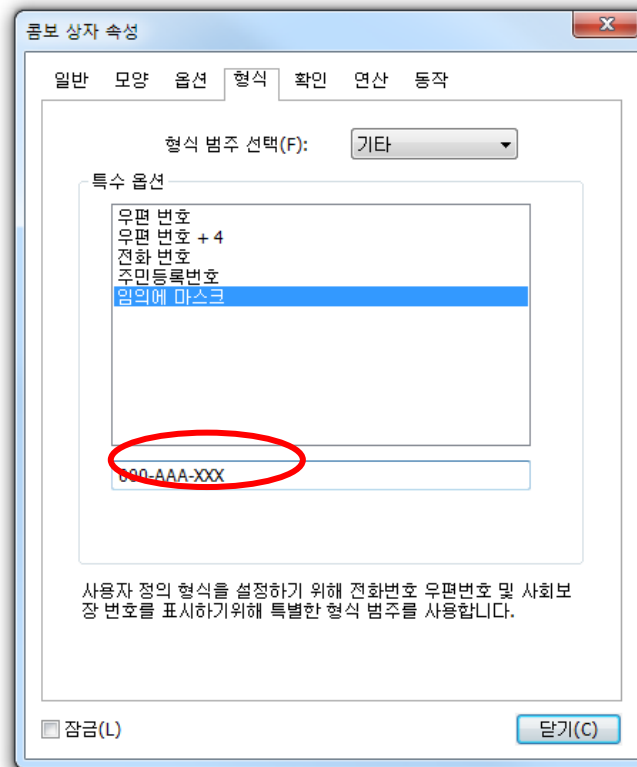 콤보 상자 속성
일반 모양 옵션 형식 확인 연산 동작
형식 범주 선택(F): 기타
특수 옵션
우편 번호
우편 번호 + 4
전화 번호
주민등록번호
임의에 마스크
000-AAA-XXX
사용자 정의 형식을 설정하기 위해 전화번호 우편번호 및 사회보
장 번호를 표시하기위해 특별한 형식 범주를 사용합니다.
잠금(L) 닫기(C)